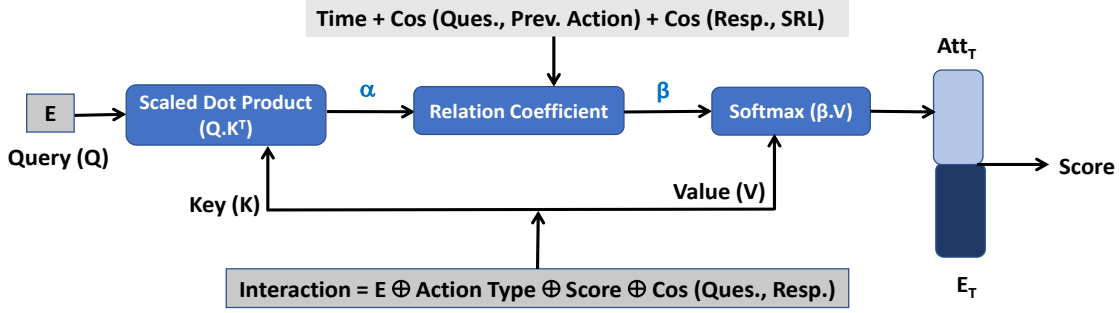 Time + Cos (Ques., Prev. Action) + Cos (Resp., SRL)
Att_T
E
Scaled Dot Product
(Q.K^T)
α
Relation Coefficient
β
Softmax (β.V)
Query (Q)
Score
Key (K)
Value (V)
Interaction = E ⊕ Action Type ⊕ Score ⊕ Cos (Ques., Resp.)
E_T